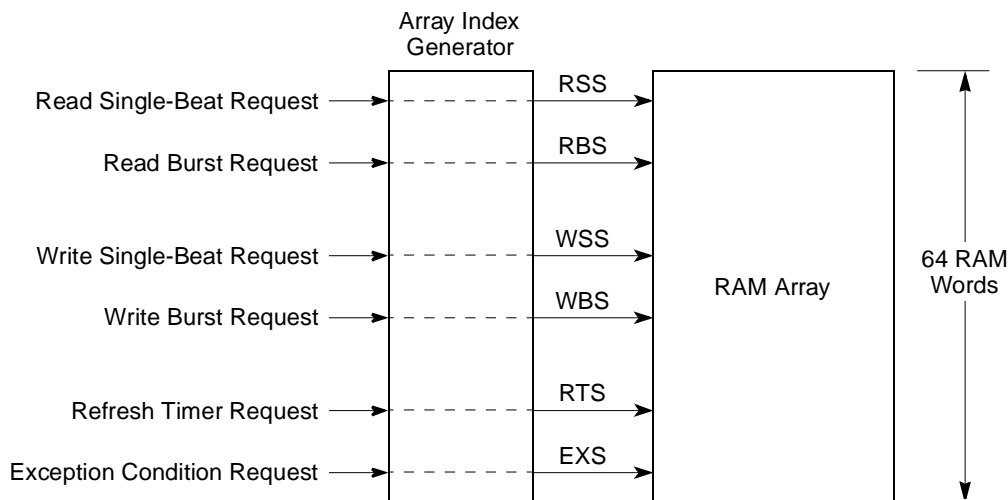 Array Index
Generator
Read Single-Beat Request
RSS
Read Burst Request
RBS
Write Single-Beat Request
WSS
Write Burst Request
WBS
RAM Array
64 RAM
Words
Refresh Timer Request
RTS
Exception Condition Request
EXS